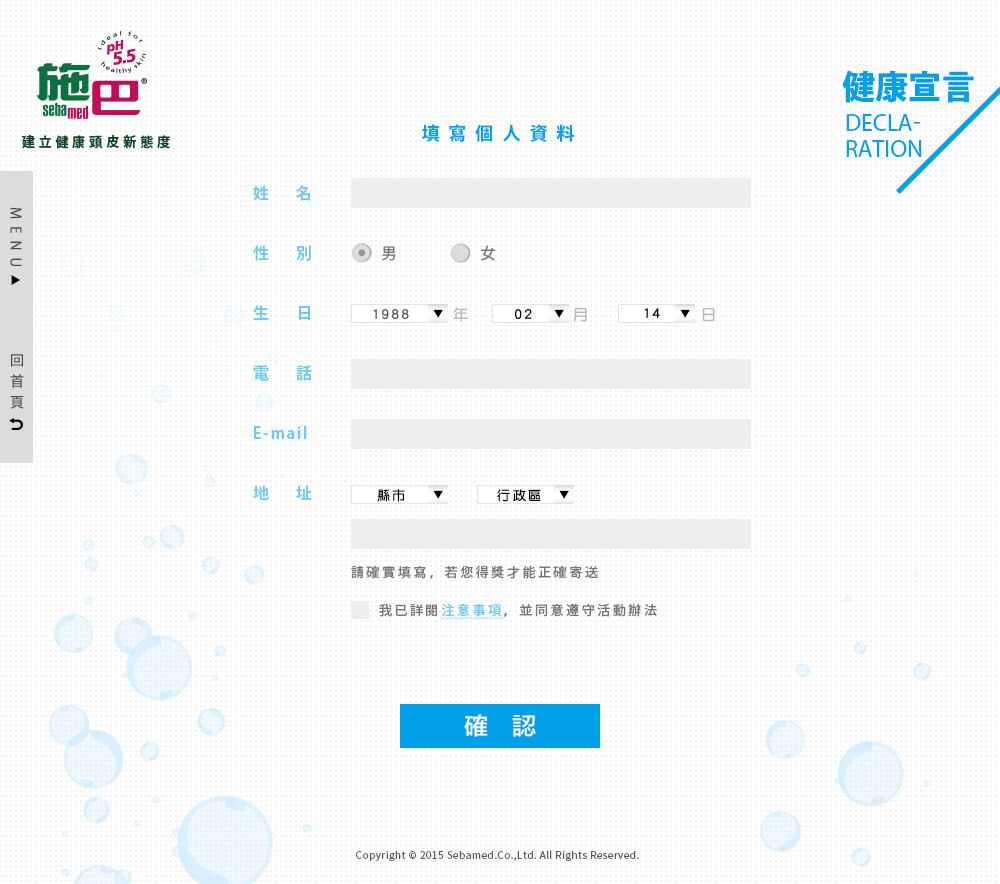 ideal for
pH
5.5
healthy skin
施巴®
sebamed
建立健康頭皮新態度
MENU
回首頁
健康宣言
DECLA-
RATION
填寫個人資料
姓 名
性 別 男 女
生 日 1988 年 02 月 14 日
電 話
E-mail
地 址 縣市 行政區
請確實填寫，若您得獎才能正確寄送
我已詳閱注意事項，並同意遵守活動辦法
確 認
Copyright © 2015 Sebamed.Co.,Ltd. All Rights Reserved.